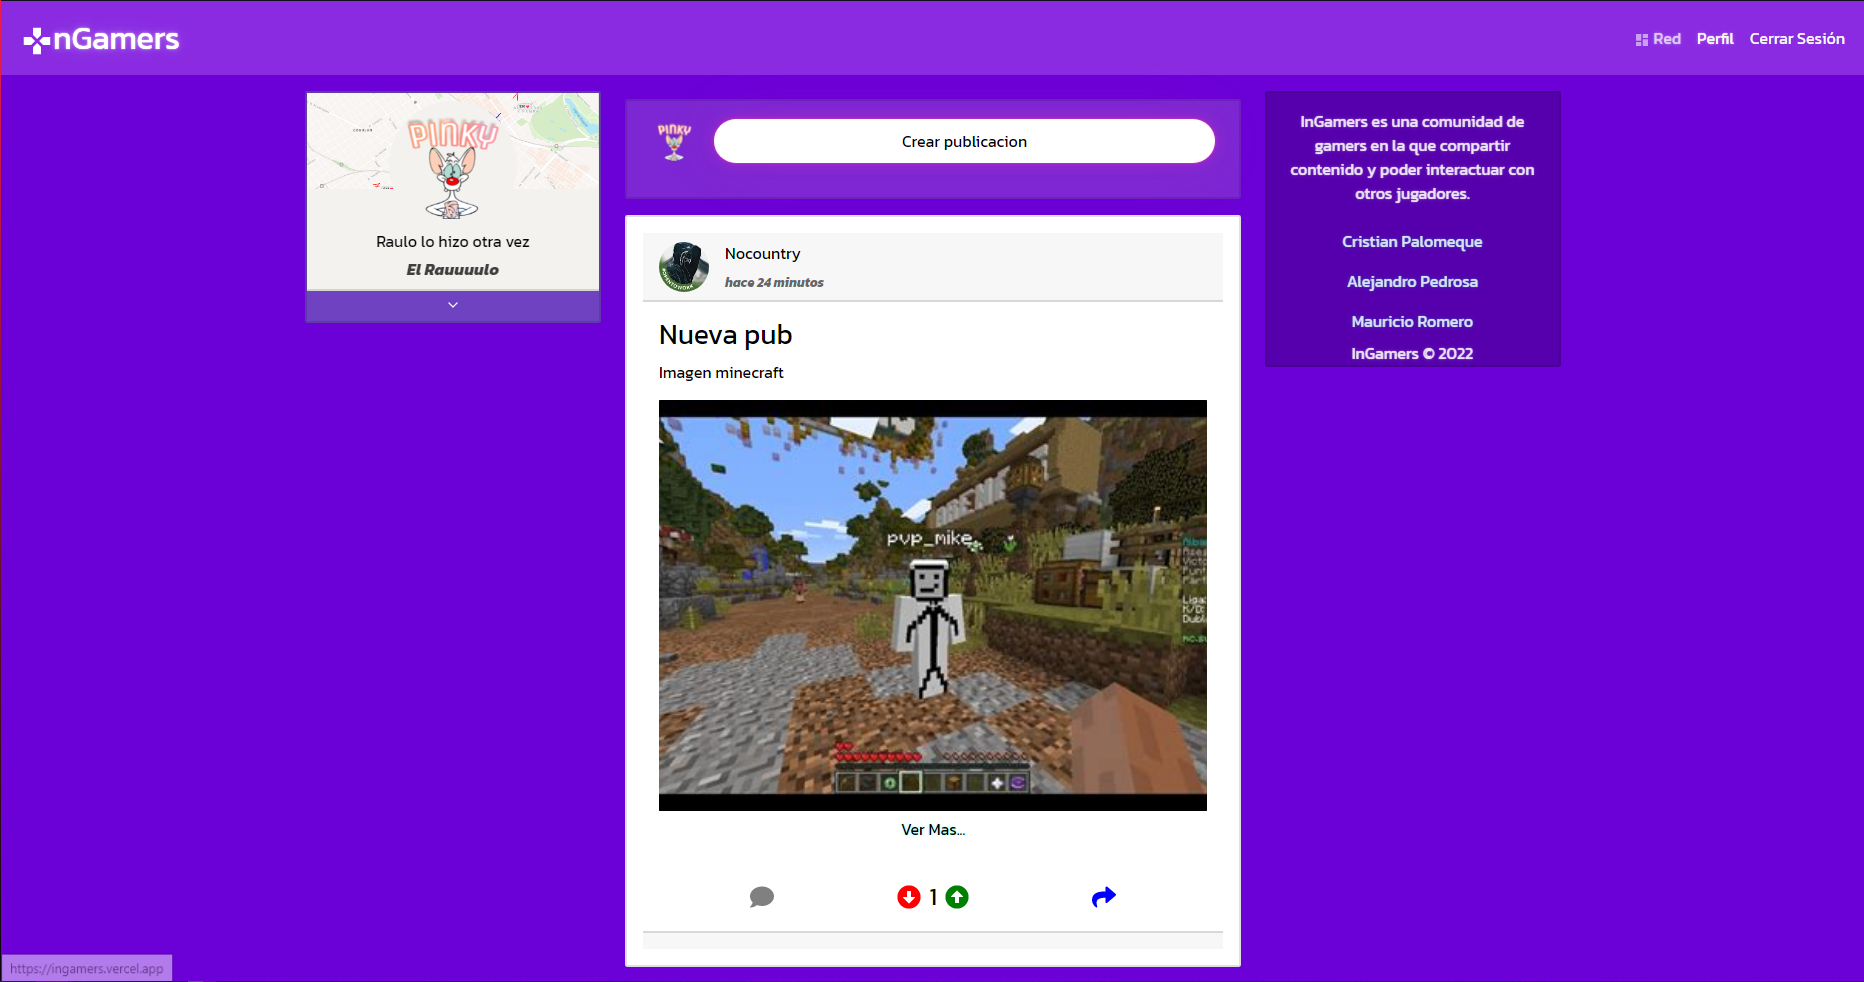 nGamers
Red
Perfil
Cerrar Sesión
PINKY
Raulo lo hizo otra vez
El Rauuuulo
PINKY
Crear publicacion
Nocountry
hace 24 minutos
Nueva pub
Imagen minecraft
pvp_mike
Ver Mas...
1
InGamers es una comunidad de
gamers en la que compartir
contenido y poder interactuar con
otros jugadores.
Cristian Palomeque
Alejandro Pedrosa
Mauricio Romero
InGamers © 2022
https://ingamers.vercel.app